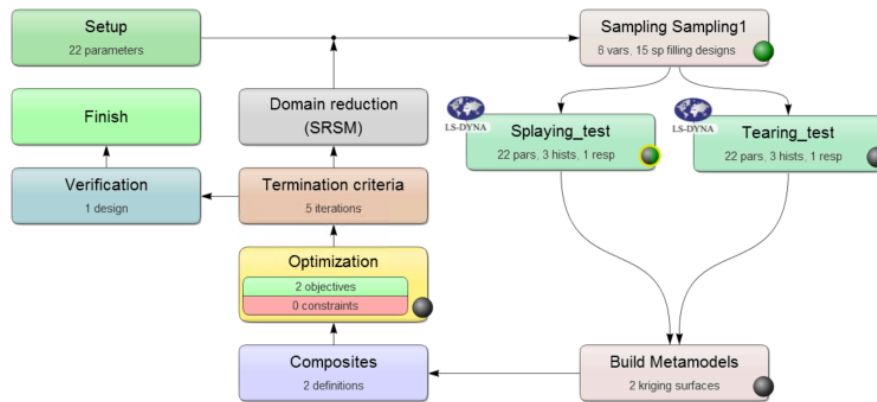 Setup
22 parameters
Sampling Sampling1
6 vars, 15 sp filling designs
Finish
Domain reduction
(SRSM)
LS-DYNA
Splaying_test
22 pars, 3 hists, 1 resp
LS-DYNA
Tearing_test
22 pars, 3 hists, 1 resp
Verification
1 design
Termination criteria
5 iterations
Optimization
2 objectives
0 constraints
Composites
2 definitions
Build Metamodels
2 kriging surfaces